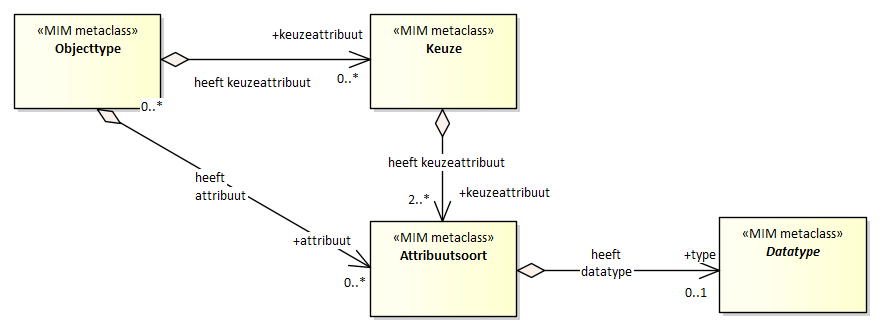 «MIM metaclass»
Objecttype
+keuzeattribuut
heeft keuzeattribuut
0..*
«MIM metaclass»
Keuze
0..*
heeft
attribuut
+attribuut
0..*
heeft keuzeattribuut
+keuzeattribuut
2..*
«MIM metaclass»
Attribuutsoort
heeft
datatype
+type
0..1
«MIM metaclass»
Datatype